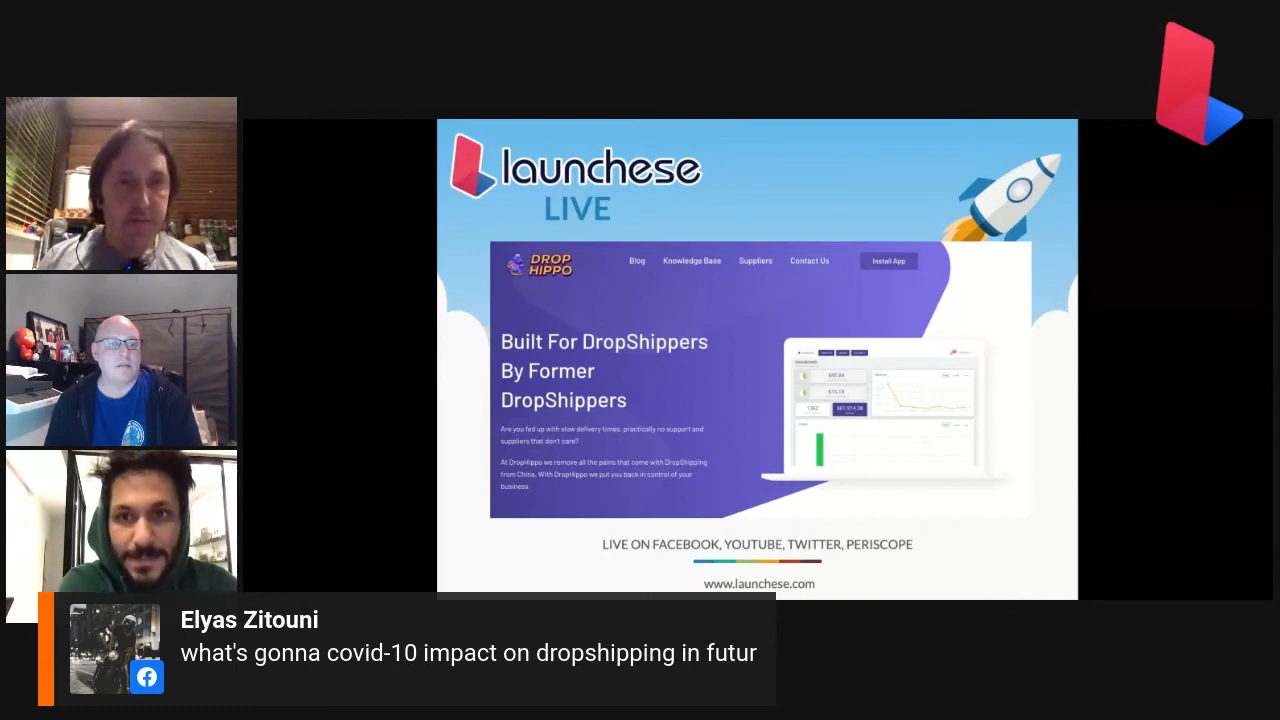 launchese
LIVE
DROP
HIPPO
Blog
Knowledge Base
Suppliers
Contact Us
Install App
Built For DropShippers
By Former
DropShippers
Are you fed up with slow delivery times, practically no support and
suppliers that don't care?
At DropHippo we remove all the pains that come with DropShipping
from China. With DropHippo we put you back in control of your
business.
LIVE ON FACEBOOK, YOUTUBE, TWITTER, PERISCOPE
www.launchese.com
Elyas Zitouni
what's gonna covid-10 impact on dropshipping in futur